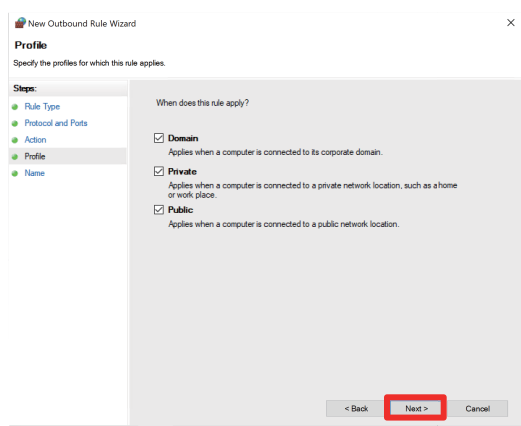 New Outbound Rule Wizard
Profile
Specify the profiles for which this rule applies.
Steps:
Rule Type
Protocol and Ports
Action
Profile
Name
When does this rule apply?
Domain
Applies when a computer is connected to its corporate domain.
Private
Applies when a computer is connected to a private network location, such as a home
or work place.
Public
Applies when a computer is connected to a public network location.
< Back
Next >
Cancel